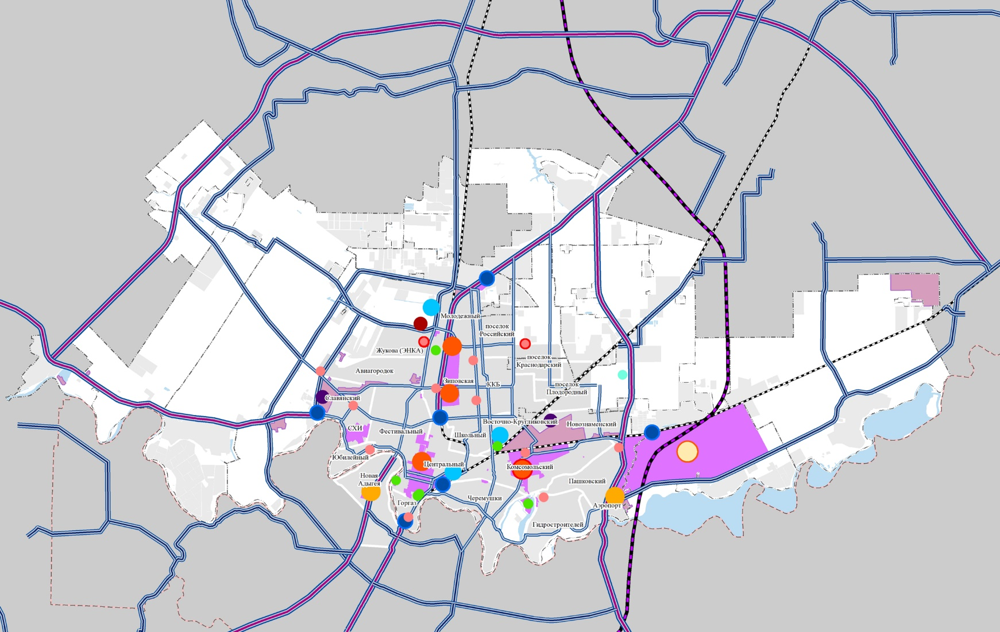 Молодежный
поселок
Российский
Жукова (ЭНКА)
поселок
Краснодарский
Авиагородок
Зиповская
ККБ
поселок
Плодородный
Славянский
Восточно-Кругликовский
Новознаменский
СХИ
Фестивальный
Школьный
Юбилейный
Центральный
Комсомольский
Новая
Адыгея
Пашковский
Горгаз
Черемушки
Аэропорт
Гидростроителей